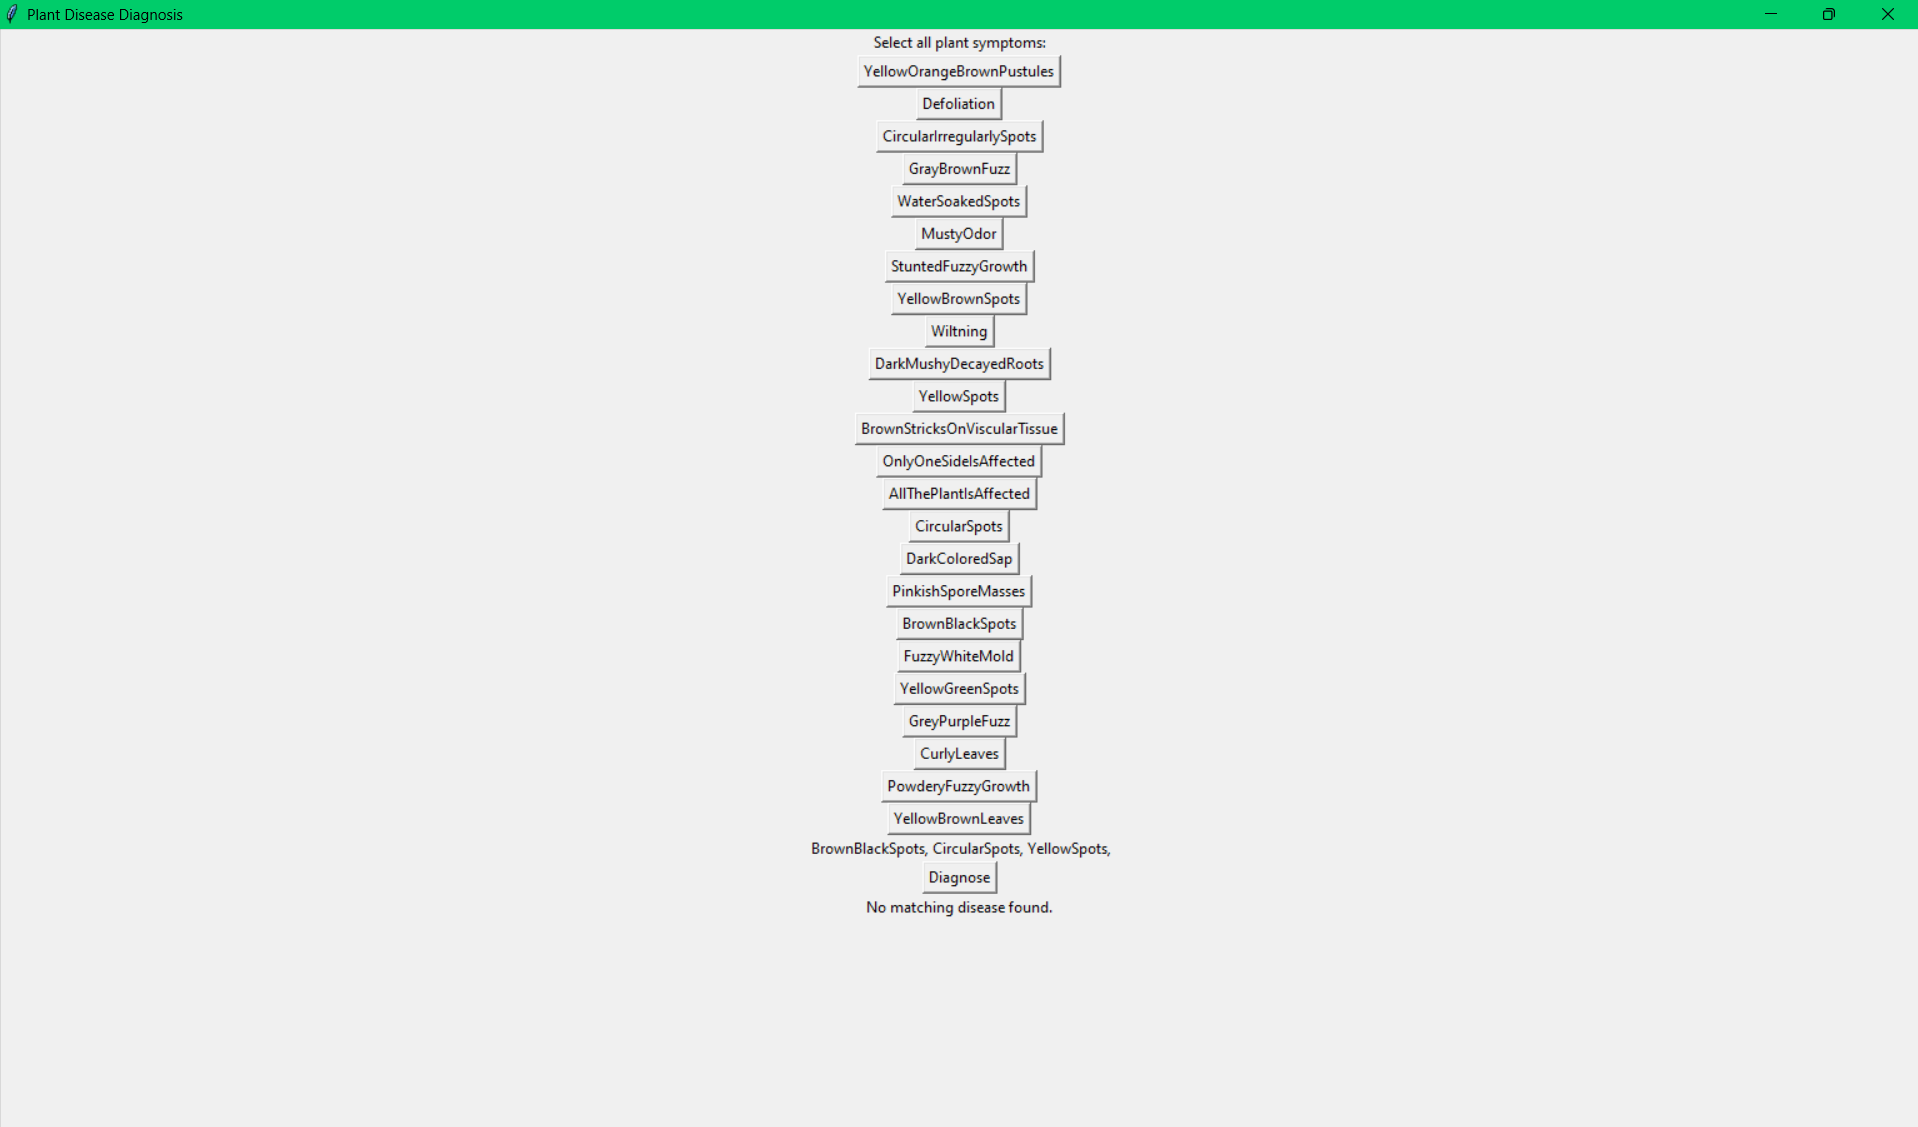 Plant Disease Diagnosis
Select all plant symptoms:
YellowOrangeBrownPustules
Defoliation
CircularIrregularlySpots
GrayBrownFuzz
WaterSoakedSpots
MustyOdor
StuntedFuzzyGrowth
YellowBrownSpots
Wiltning
DarkMushyDecayedRoots
YellowSpots
BrownStricksOnViscularTissue
OnlyOneSideIsAffected
AllThePlantIsAffected
CircularSpots
DarkColoredSap
PinkishSporeMasses
BrownBlackSpots
FuzzyWhiteMold
YellowGreenSpots
GreyPurpleFuzz
CurlyLeaves
PowderyFuzzyGrowth
YellowBrownLeaves
BrownBlackSpots, CircularSpots, YellowSpots,
Diagnose
No matching disease found.